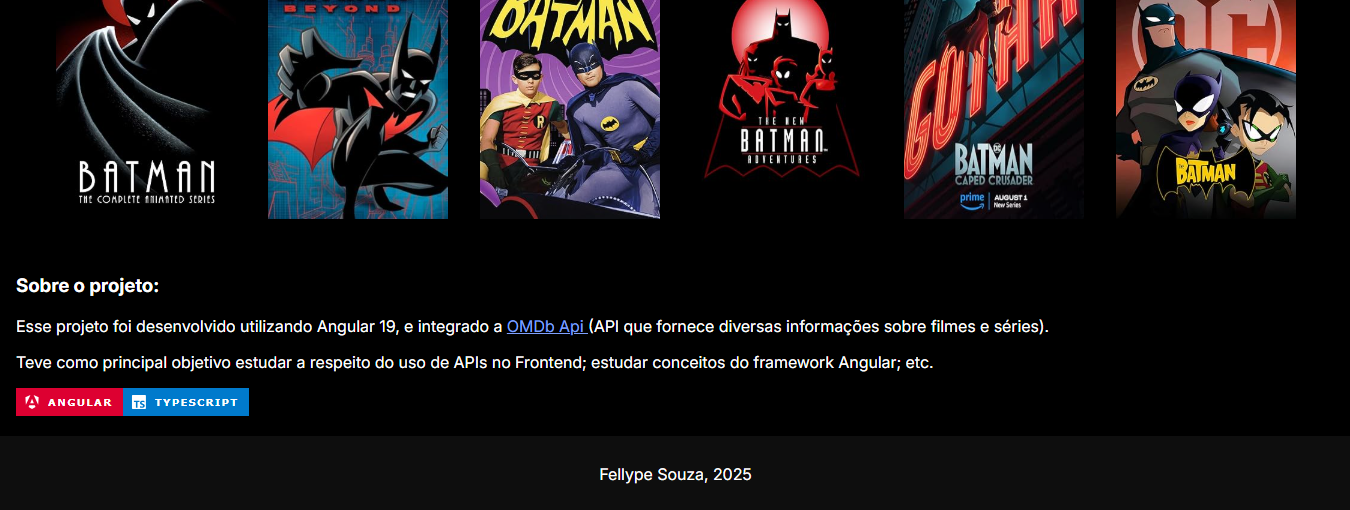 BEYOND
BATMAN
THE COMPLETE ANIMATED SERIES
BATMAN
R
THE NEW
BATMAN
ADVENTURES
GOTHAM
DC
BATMAN
CAPED CRUSADER
prime
AUGUST 1
New Series
DC
BATMAN
Sobre o projeto:
Esse projeto foi desenvolvido utilizando Angular 19, e integrado a OMDb Api (API que fornece diversas informações sobre filmes e séries).
Teve como principal objetivo estudar a respeito do uso de APIs no Frontend; estudar conceitos do framework Angular; etc.
ANGULAR TS TYPESCRIPT
Fellype Souza, 2025